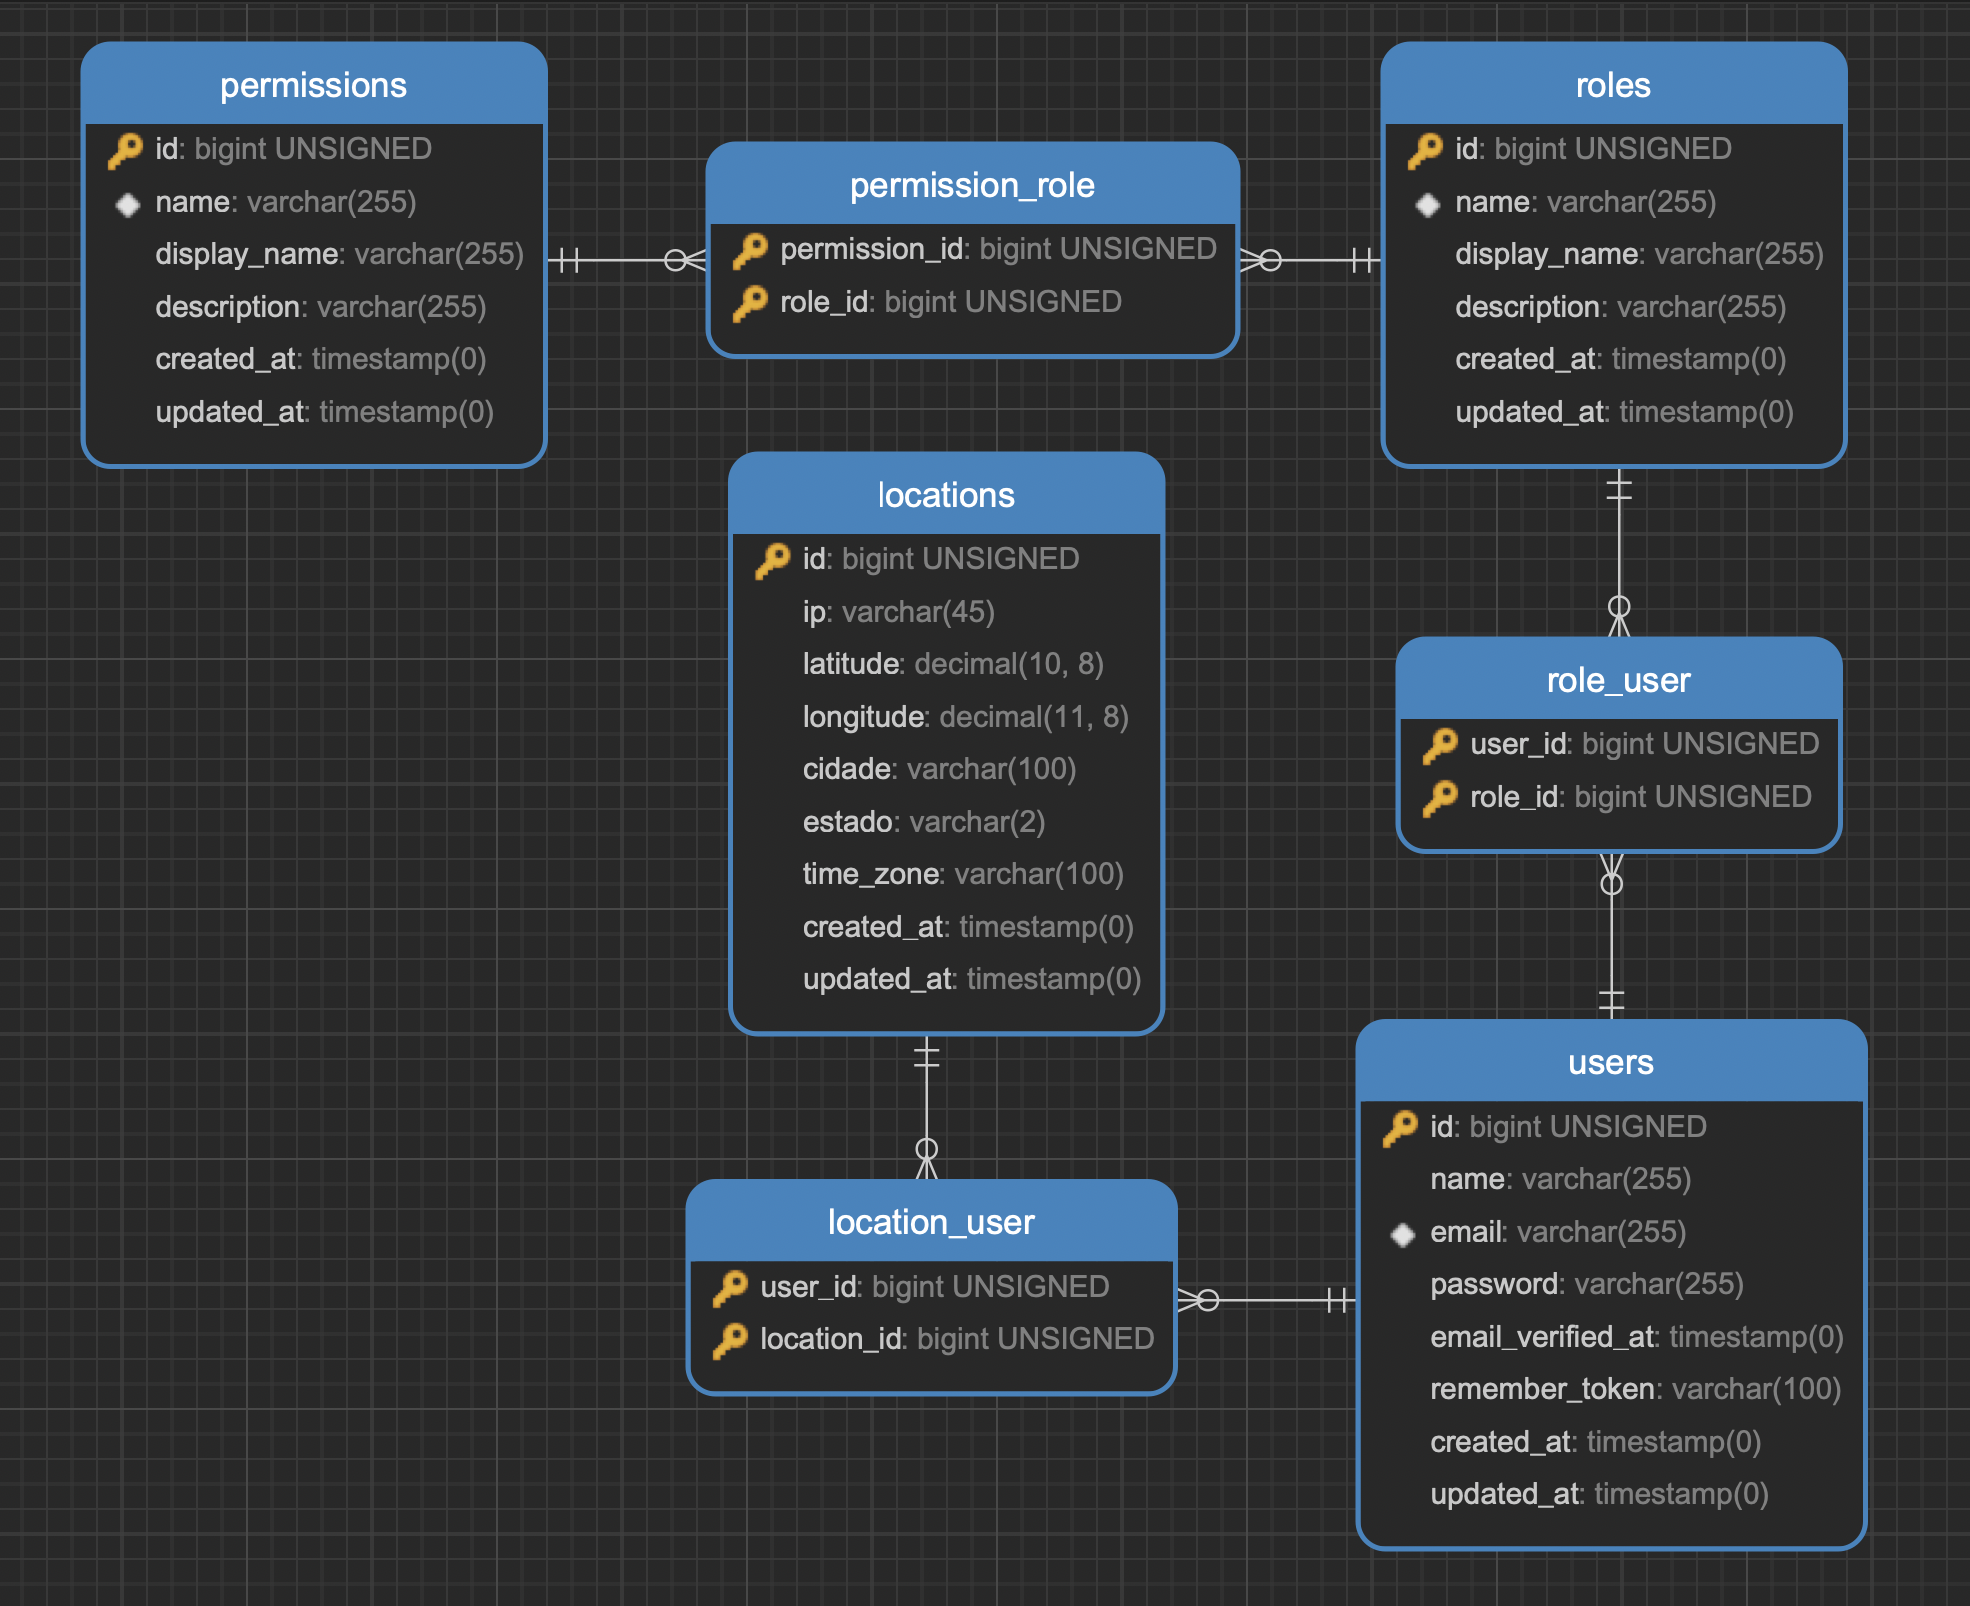 permissions
id: bigint UNSIGNED
name: varchar(255)
display_name: varchar(255)
description: varchar(255)
created_at: timestamp(0)
updated_at: timestamp(0)
permission_role
permission_id: bigint UNSIGNED
role_id: bigint UNSIGNED
roles
id: bigint UNSIGNED
name: varchar(255)
display_name: varchar(255)
description: varchar(255)
created_at: timestamp(0)
updated_at: timestamp(0)
locations
id: bigint UNSIGNED
ip: varchar(45)
latitude: decimal(10, 8)
longitude: decimal(11, 8)
cidade: varchar(100)
estado: varchar(2)
time_zone: varchar(100)
created_at: timestamp(0)
updated_at: timestamp(0)
role_user
user_id: bigint UNSIGNED
role_id: bigint UNSIGNED
location_user
user_id: bigint UNSIGNED
location_id: bigint UNSIGNED
users
id: bigint UNSIGNED
name: varchar(255)
email: varchar(255)
password: varchar(255)
email_verified_at: timestamp(0)
remember_token: varchar(100)
created_at: timestamp(0)
updated_at: timestamp(0)